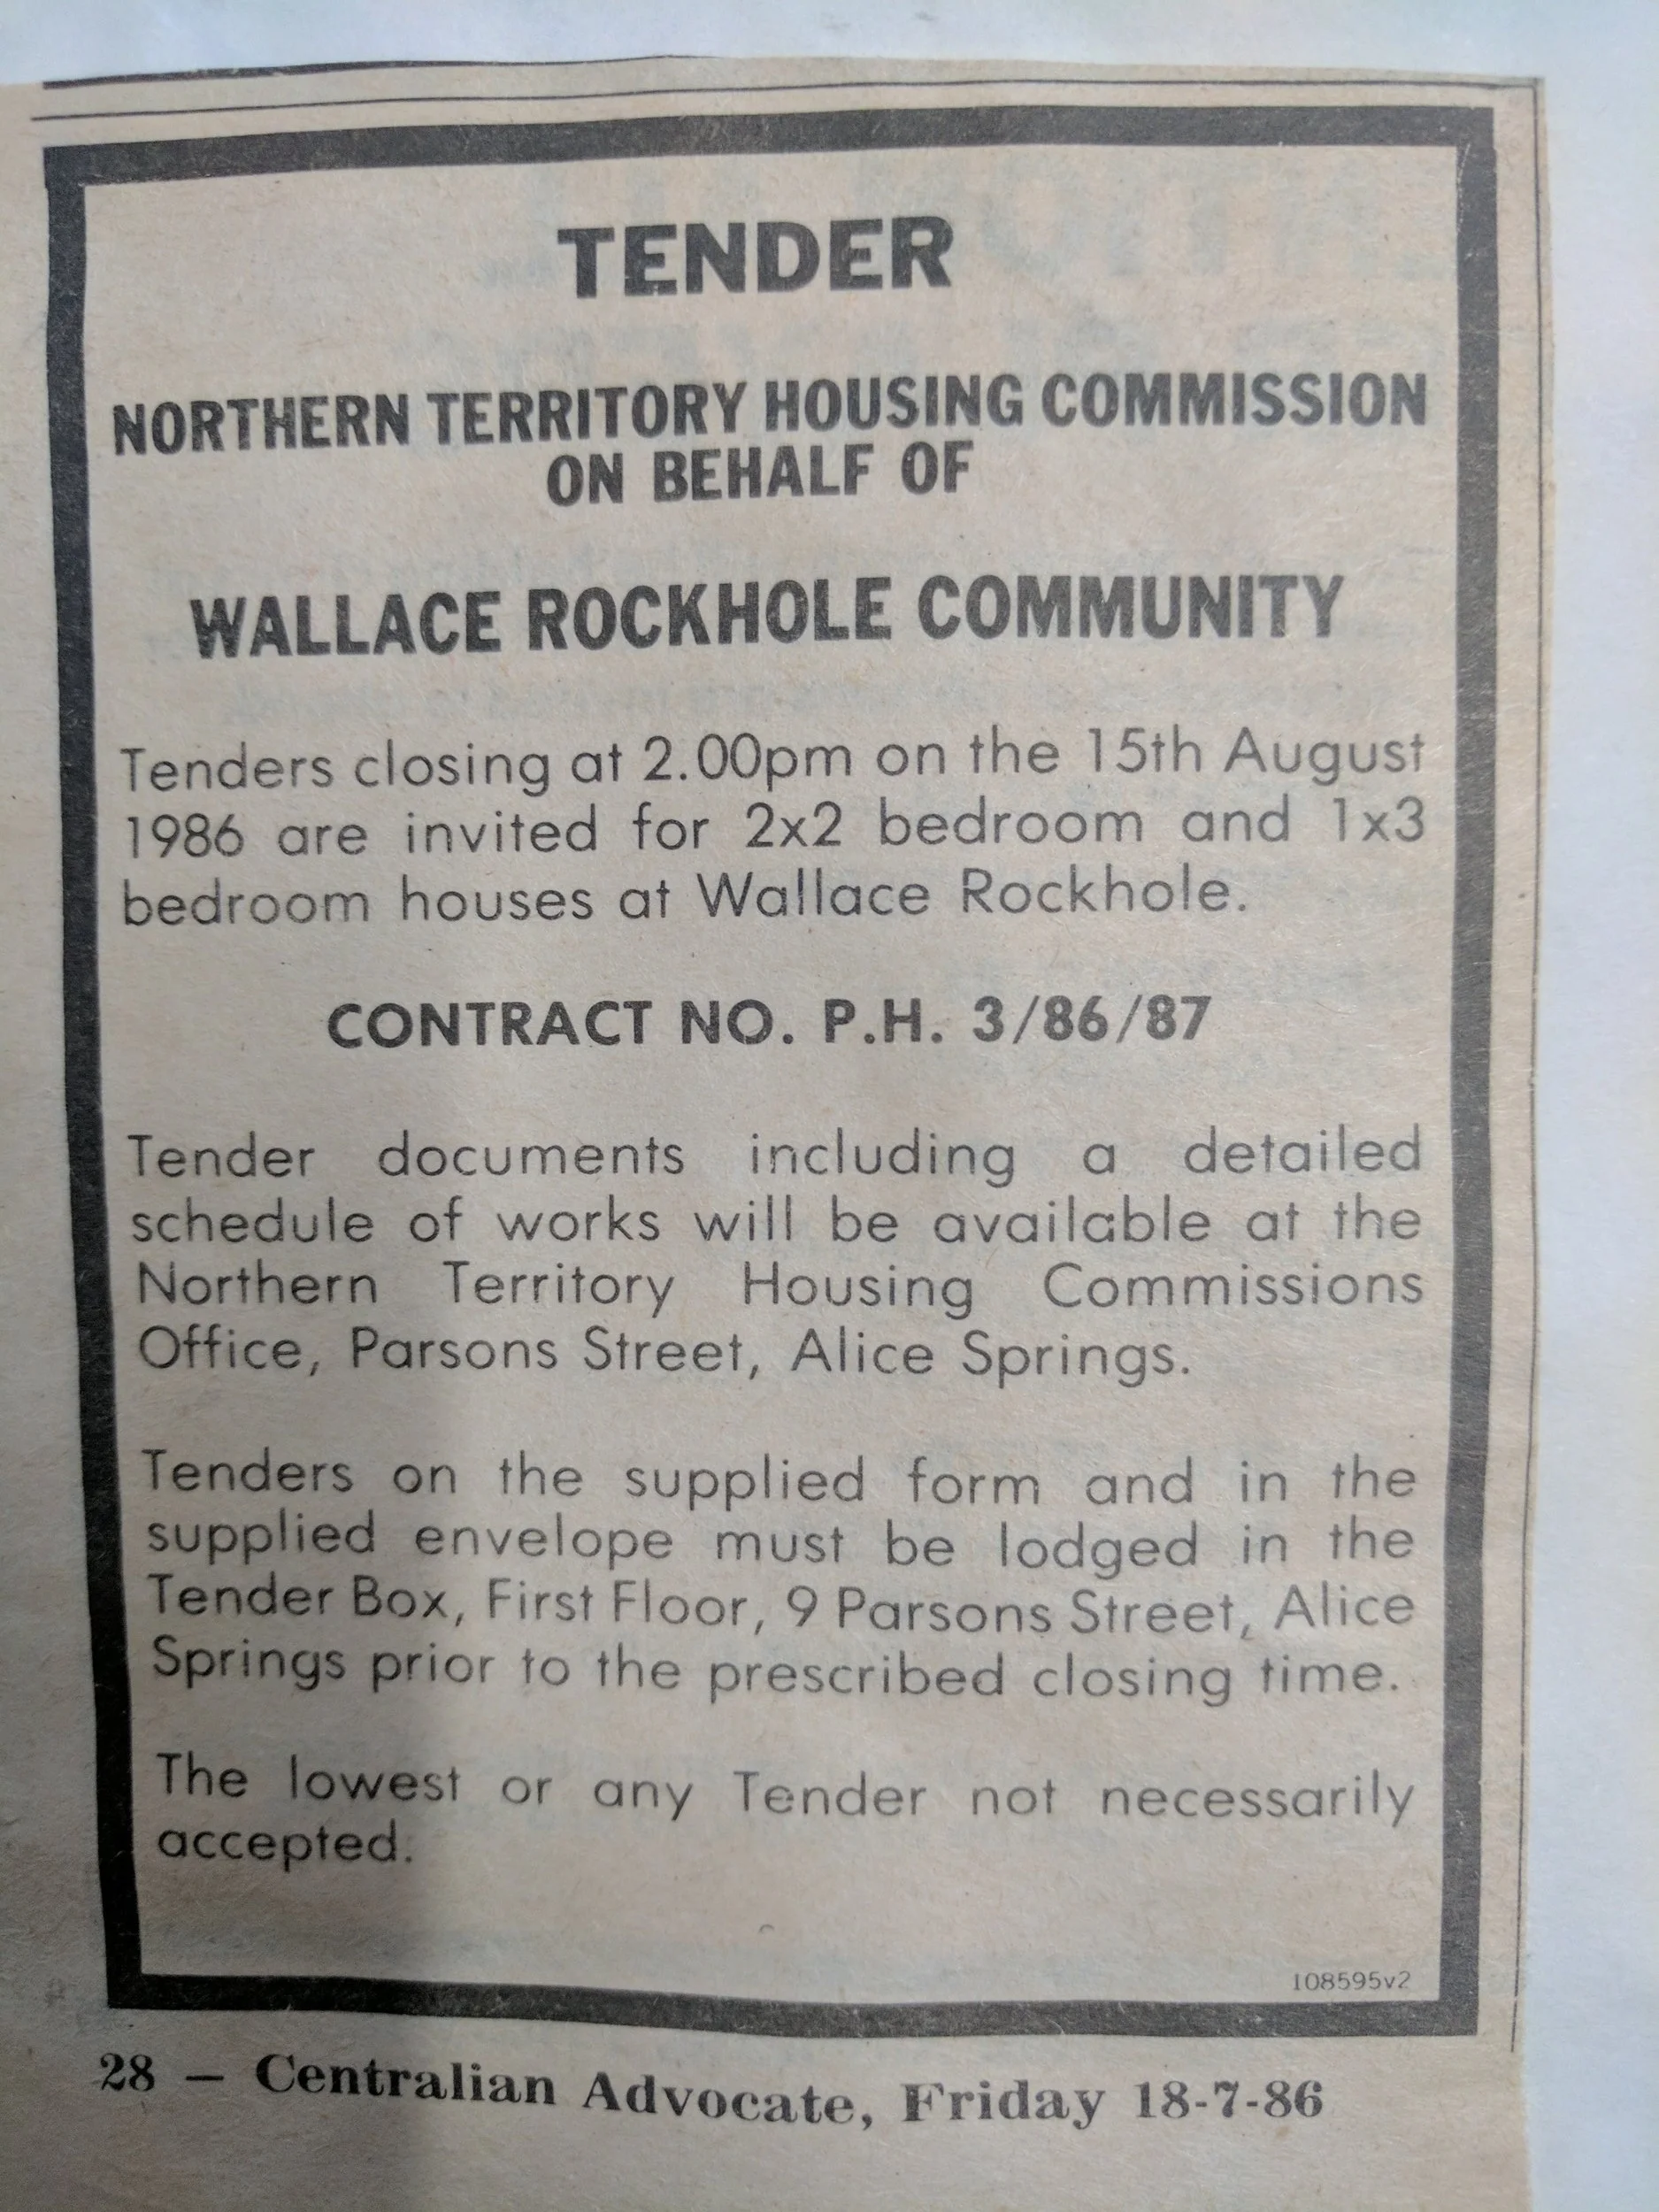 TENDER
NORTHERN TERRITORY HOUSING COMMISSION
ON BEHALF OF
WALLACE ROCKHOLE COMMUNITY
Tenders closing at 2.00pm on the 15th August
1986 are invited for 2x2 bedroom and 1x3
bedroom houses at Wallace Rockhole.
CONTRACT NO. P.H. 3/86/87
Tender documents including a detailed
schedule of works will be available at the
Northern Territory Housing Commissions
Office, Parsons Street, Alice Springs.
Tenders on the supplied form and in the
supplied envelope must be lodged in the
Tender Box, First Floor, 9 Parsons Street, Alice
Springs prior to the prescribed closing time.
The lowest or any Tender not necessarily
accepted.
108595v2
28 — Centralian Advocate, Friday 18-7-86